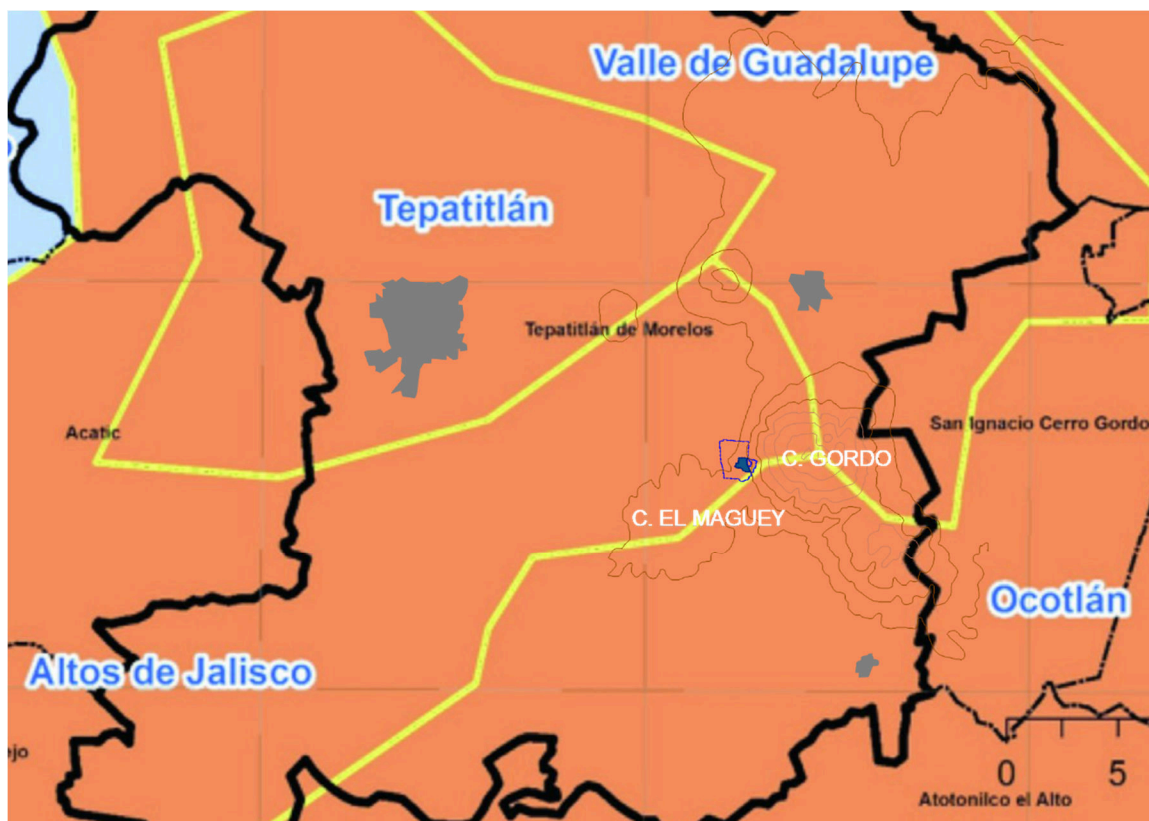 Valle de Guadalupe
Tepatitlán
Tepatitlán de Morelos
Acatic
San Ignacio Cerro Gordo
C. GORDO
C. EL MAGUEY
Ocotlán
Altos de Jalisco
ejo
0 5
Atotonilco el Alto